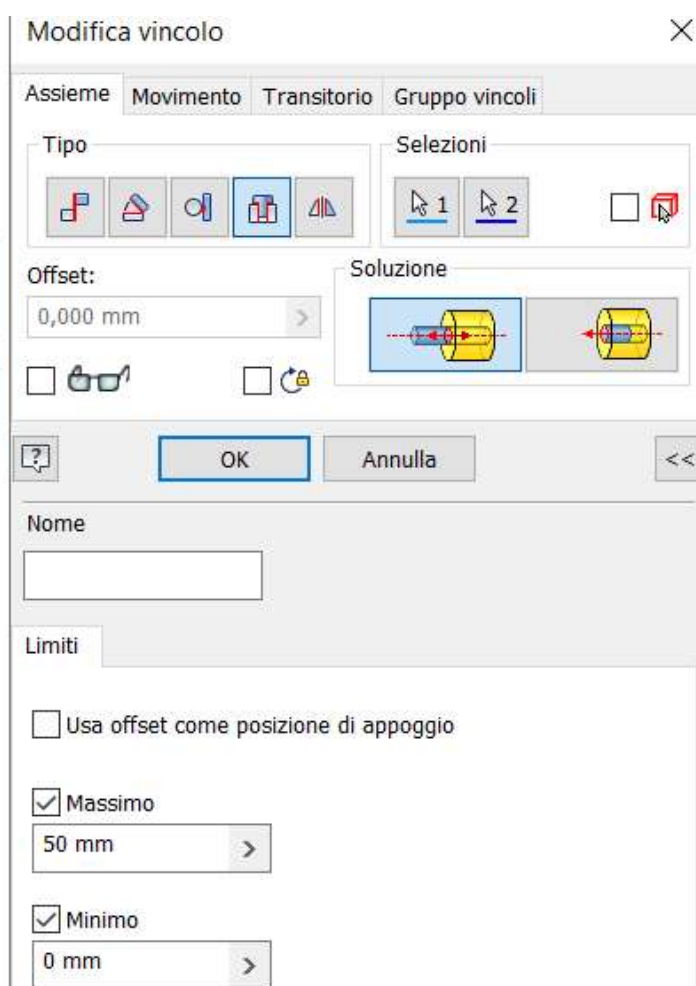 Modifica vincolo
Assieme Movimento Transitorio Gruppo vincoli
Tipo
Selezioni
1 2
Offset:
0,000 mm
Soluzione
? OK Annulla <<
Nome
Limiti
Usa offset come posizione di appoggio
Massimo
50 mm
Minimo
0 mm